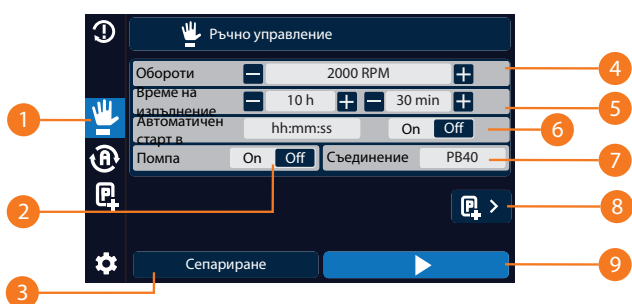 Ръчно управление
Обороти 2000 RPM
Време на
изпълнение 10 h 30 min
Автоматичен
старт в hh:mm:ss On Off
Помпа On Off Съединение PB40
Сепариране
1
2
3
4
5
6
7
8
9